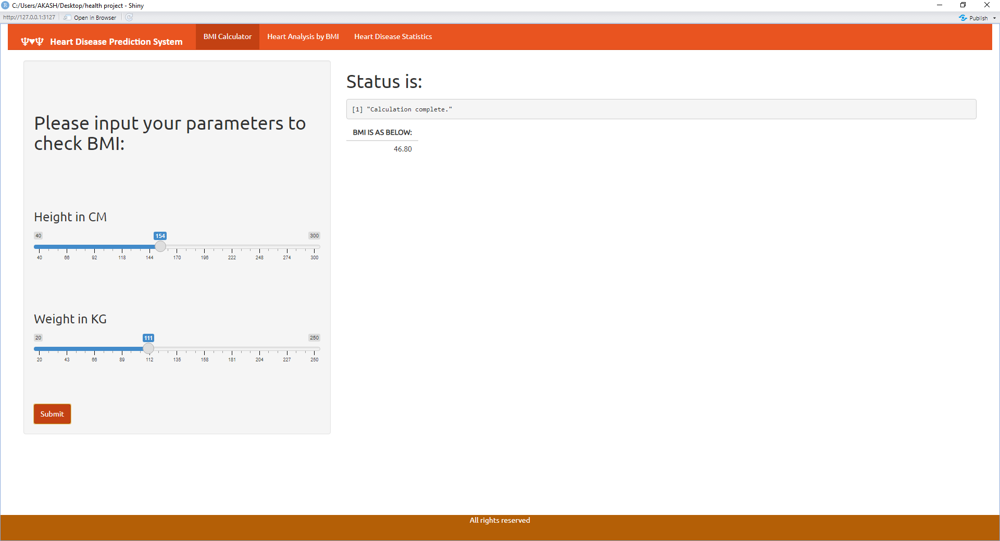 C:/Users/AKASH/Desktop/health project - Shiny
http://127.0.0.1:3127 Open in Browser Publish
Ψ♥Ψ Heart Disease Prediction System BMI Calculator Heart Analysis by BMI Heart Disease Statistics
Please input your parameters to
check BMI:
Height in CM
40 154 300
40 66 92 118 144 170 196 222 248 274 300
Weight in KG
20 111 250
20 43 66 89 112 135 158 181 204 227 250
Submit
Status is:
[1] "Calculation complete."
BMI IS AS BELOW:
46.80
All rights reserved